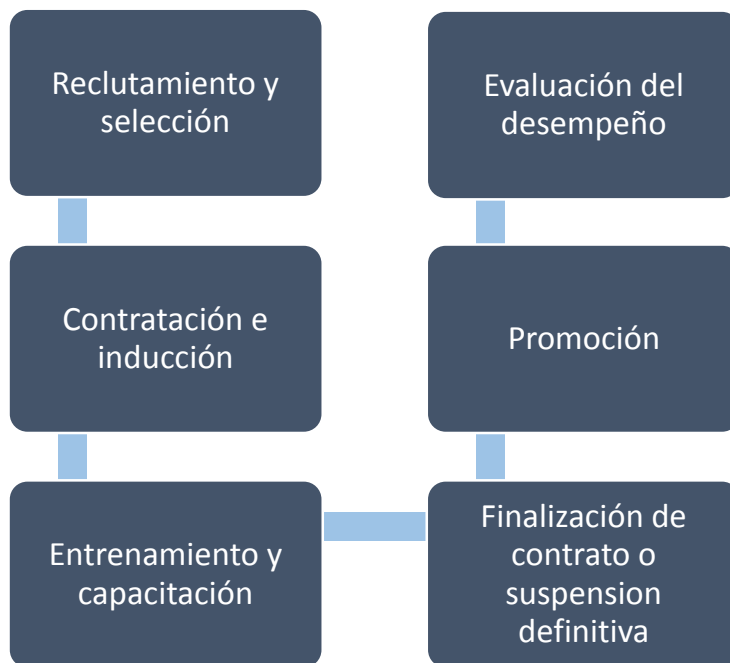 Reclutamiento y
selección
Contratación e
inducción
Entrenamiento y
capacitación
Finalización de
contrato o
suspension
definitiva
Promoción
Evaluación del
desempeño